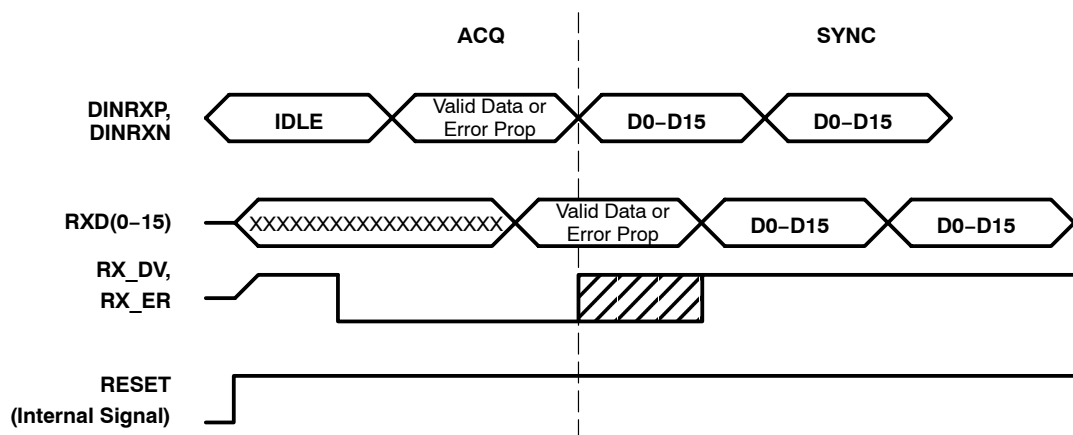 ACQ SYNC
DINRXP,
DINRXN
IDLE
Valid Data or
Error Prop
D0−D15
D0−D15
RXD(0−15)
XXXXXXXXXXXXXXXXXXX
Valid Data or
Error Prop
D0−D15
D0−D15
RX_DV,
RX_ER
RESET
(Internal Signal)